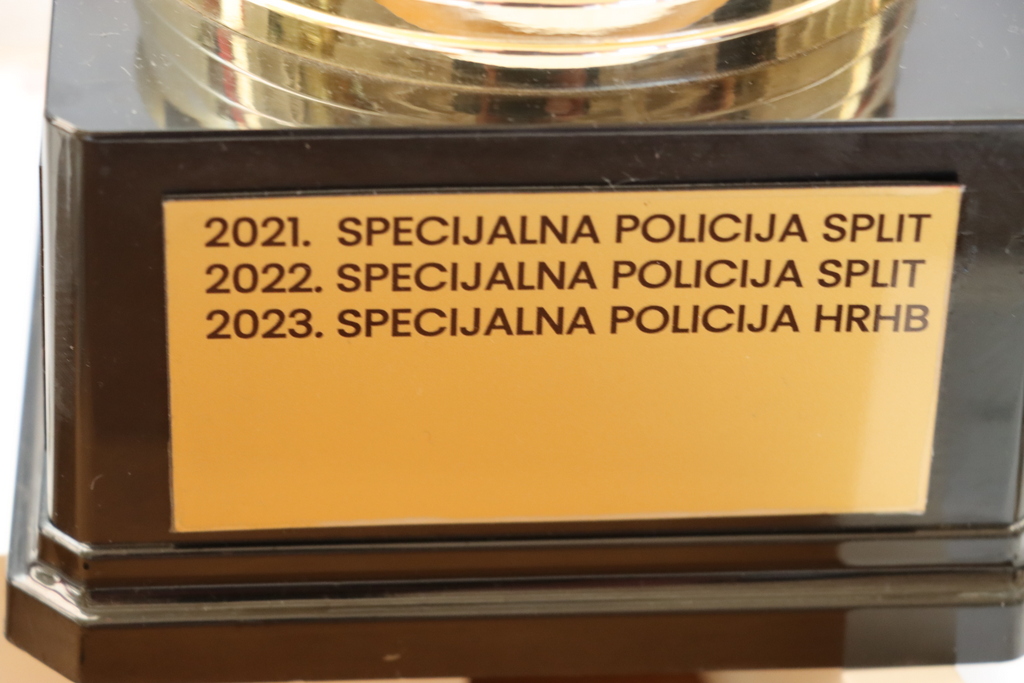 2021. SPECIJALNA POLICIJA SPLIT
2022. SPECIJALNA POLICIJA SPLIT
2023. SPECIJALNA POLICIJA HRHB